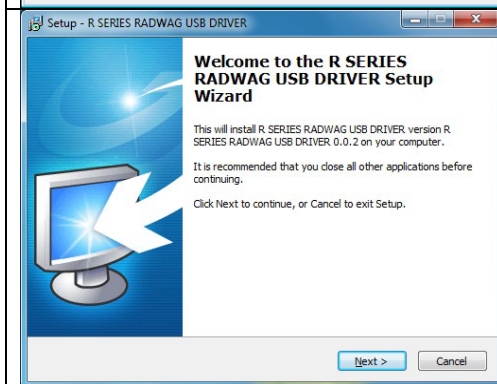 Setup - R SERIES RADWAG USB DRIVER
Welcome to the R SERIES
RADWAG USB DRIVER Setup
Wizard
This will install R SERIES RADWAG USB DRIVER version R
SERIES RADWAG USB DRIVER 0.0.2 on your computer.
It is recommended that you close all other applications before
continuing.
Click Next to continue, or Cancel to exit Setup.
Next >
Cancel